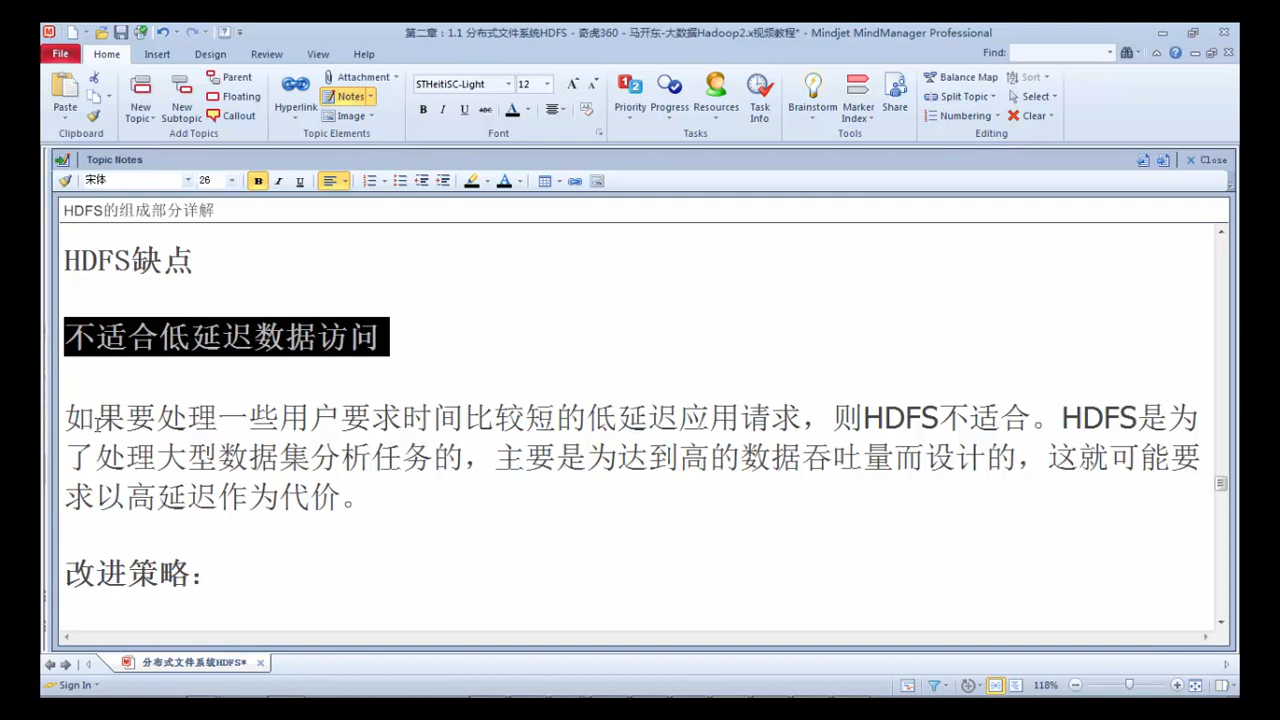 第二章：1.1 分布式文件系统HDFS - 奇虎360 - 马开东-大数据Hadoop2.x视频教程* - Mindjet MindManager Professional
File Home Insert Design Review View Help Find:
Paste New Topic New Subtopic Parent Floating Callout Hyperlink Attachment Notes Image STHeitiSC-Light 12 Priority Progress Resources Task Info Brainstorm Marker Index Share Balance Map Split Topic Numbering Sort Select Clear
Clipboard Add Topics Topic Elements Font Tasks Tools Editing
Topic Notes Close
宋体 26 B I U
HDFS的组成部分详解
HDFS缺点
不适合低延迟数据访问
如果要处理一些用户要求时间比较短的低延迟应用请求，则HDFS不适合。HDFS是为
了处理大型数据集分析任务的，主要是为达到高的数据吞吐量而设计的，这就可能要
求以高延迟作为代价。
改进策略：
分布式文件系统HDFS*
Sign In 118%